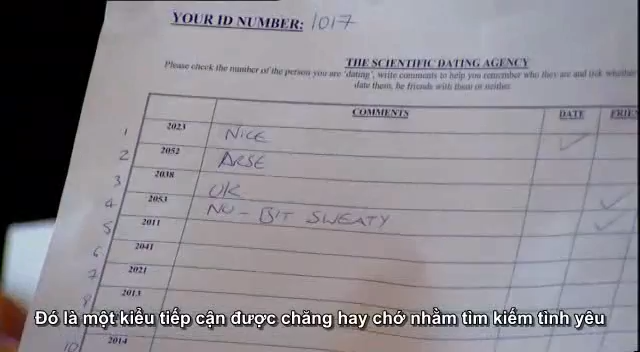 YOUR ID NUMBER: 1017
THE SCIENTIFIC DATING AGENCY
Please check the number of the person you are 'dating', write comments to help you remember who they are and tick whether
date them, be friends with them or neither.
COMMENTS DATE
1 2023 NICE
2 2052 ARSE
3 2038
4 2053 OK
5 2011 NO - BIT SWEATY
6 2041
7 2021
8 2013
10 2014
Đó là một kiểu tiếp cận được chăng hay chớ nhằm tìm kiếm tình yêu